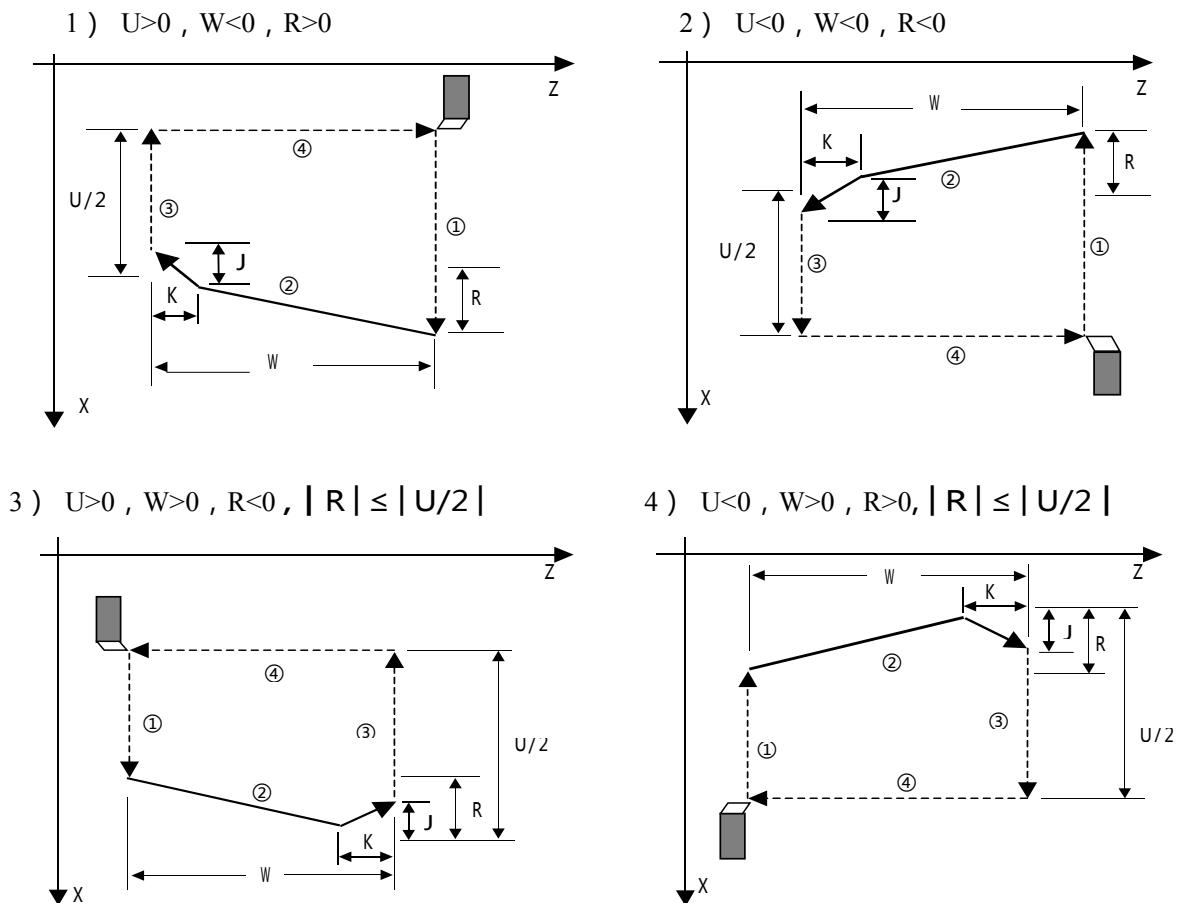 1） U>0 , W<0 , R>0
Z
④
U/2
③
①
J
K
②
R
W
X
2） U<0 , W<0 , R<0
Z
W
K
②
R
J
U/2
③
①
④
X
3） U>0 , W>0 , R<0 , | R | ≤ | U/2 |
Z
④
①
③
U/2
②
J
R
K
W
X
4） U<0 , W>0 , R>0, | R | ≤ | U/2 |
Z
W
K
J
②
R
③
U/2
①
④
X